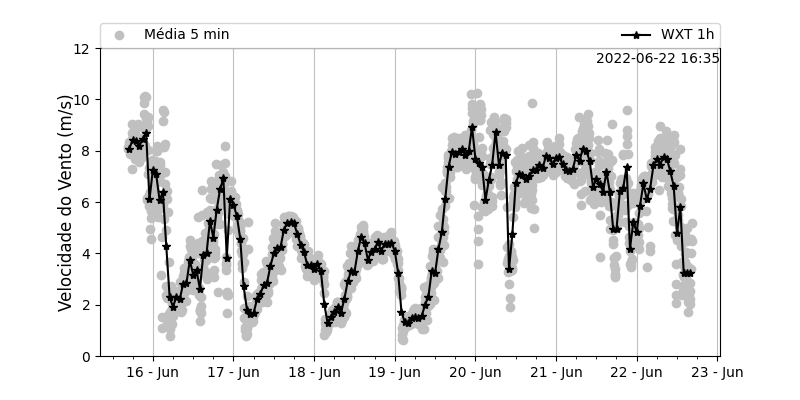 Média 5 min WXT 1h
2022-06-22 16:35
Velocidade do Vento (m/s)
12
10
8
6
4
2
0
16 - Jun 17 - Jun 18 - Jun 19 - Jun 20 - Jun 21 - Jun 22 - Jun 23 - Jun